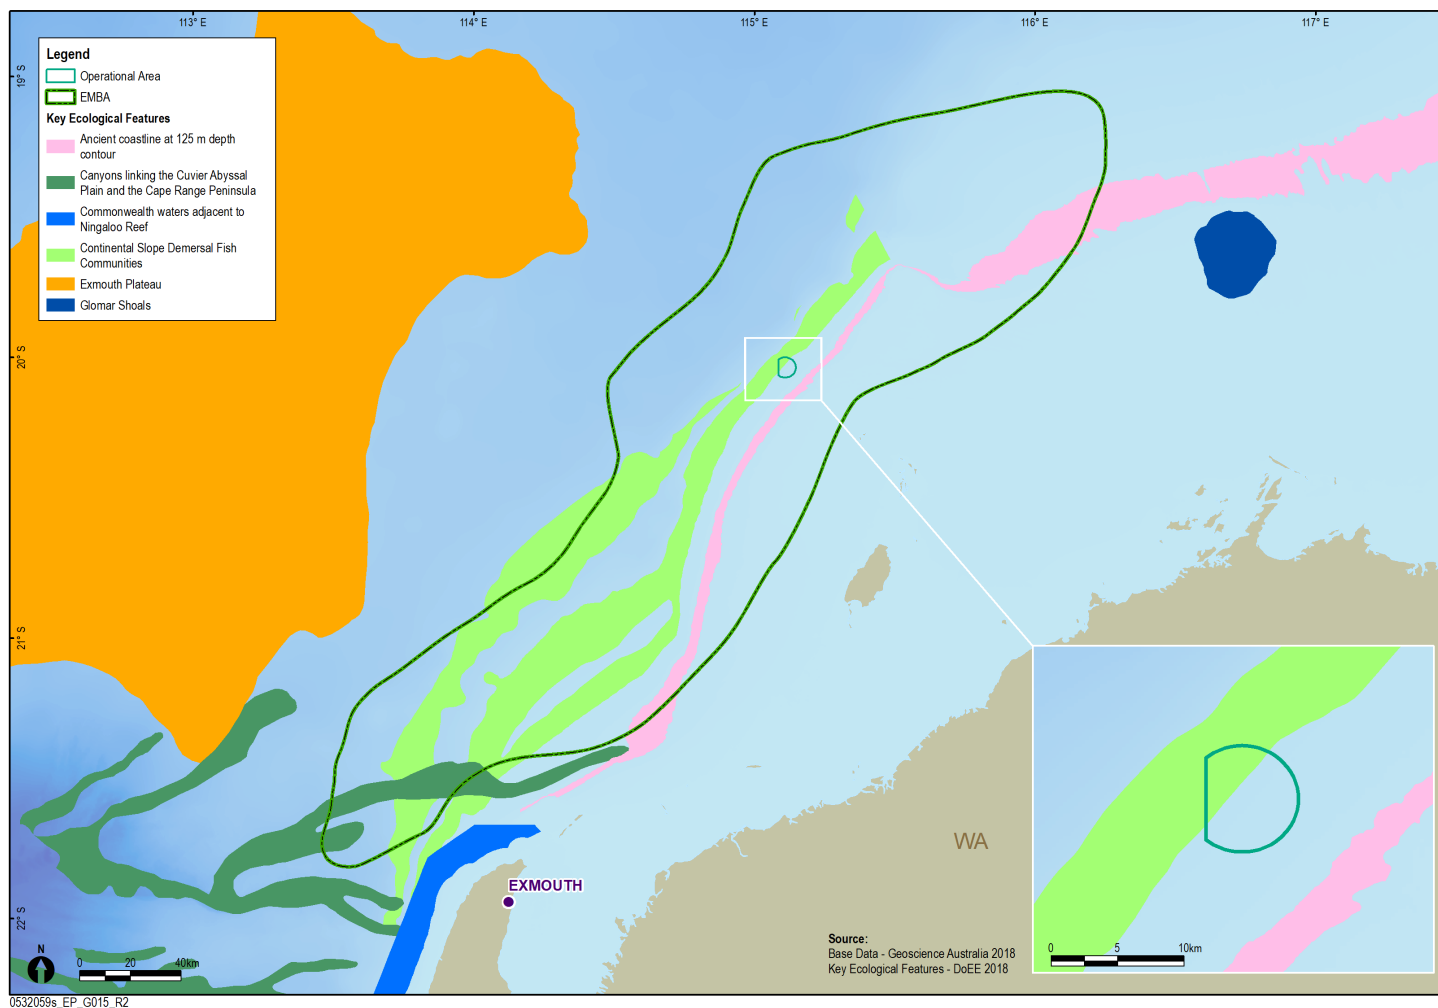 113° E
114° E
115° E
116° E
117° E
19° S
20° S
21° S
22° S
Legend
Operational Area
EMBA
Key Ecological Features
Ancient coastline at 125 m depth
contour
Canyons linking the Cuvier Abyssal
Plain and the Cape Range Peninsula
Commonwealth waters adjacent to
Ningaloo Reef
Continental Slope Demersal Fish
Communities
Exmouth Plateau
Glomar Shoals
WA
EXMOUTH
N
0 20 40km
Source:
Base Data - Geoscience Australia 2018
Key Ecological Features - DoEE 2018
0 5 10km
0532059s_EP_G015_R2